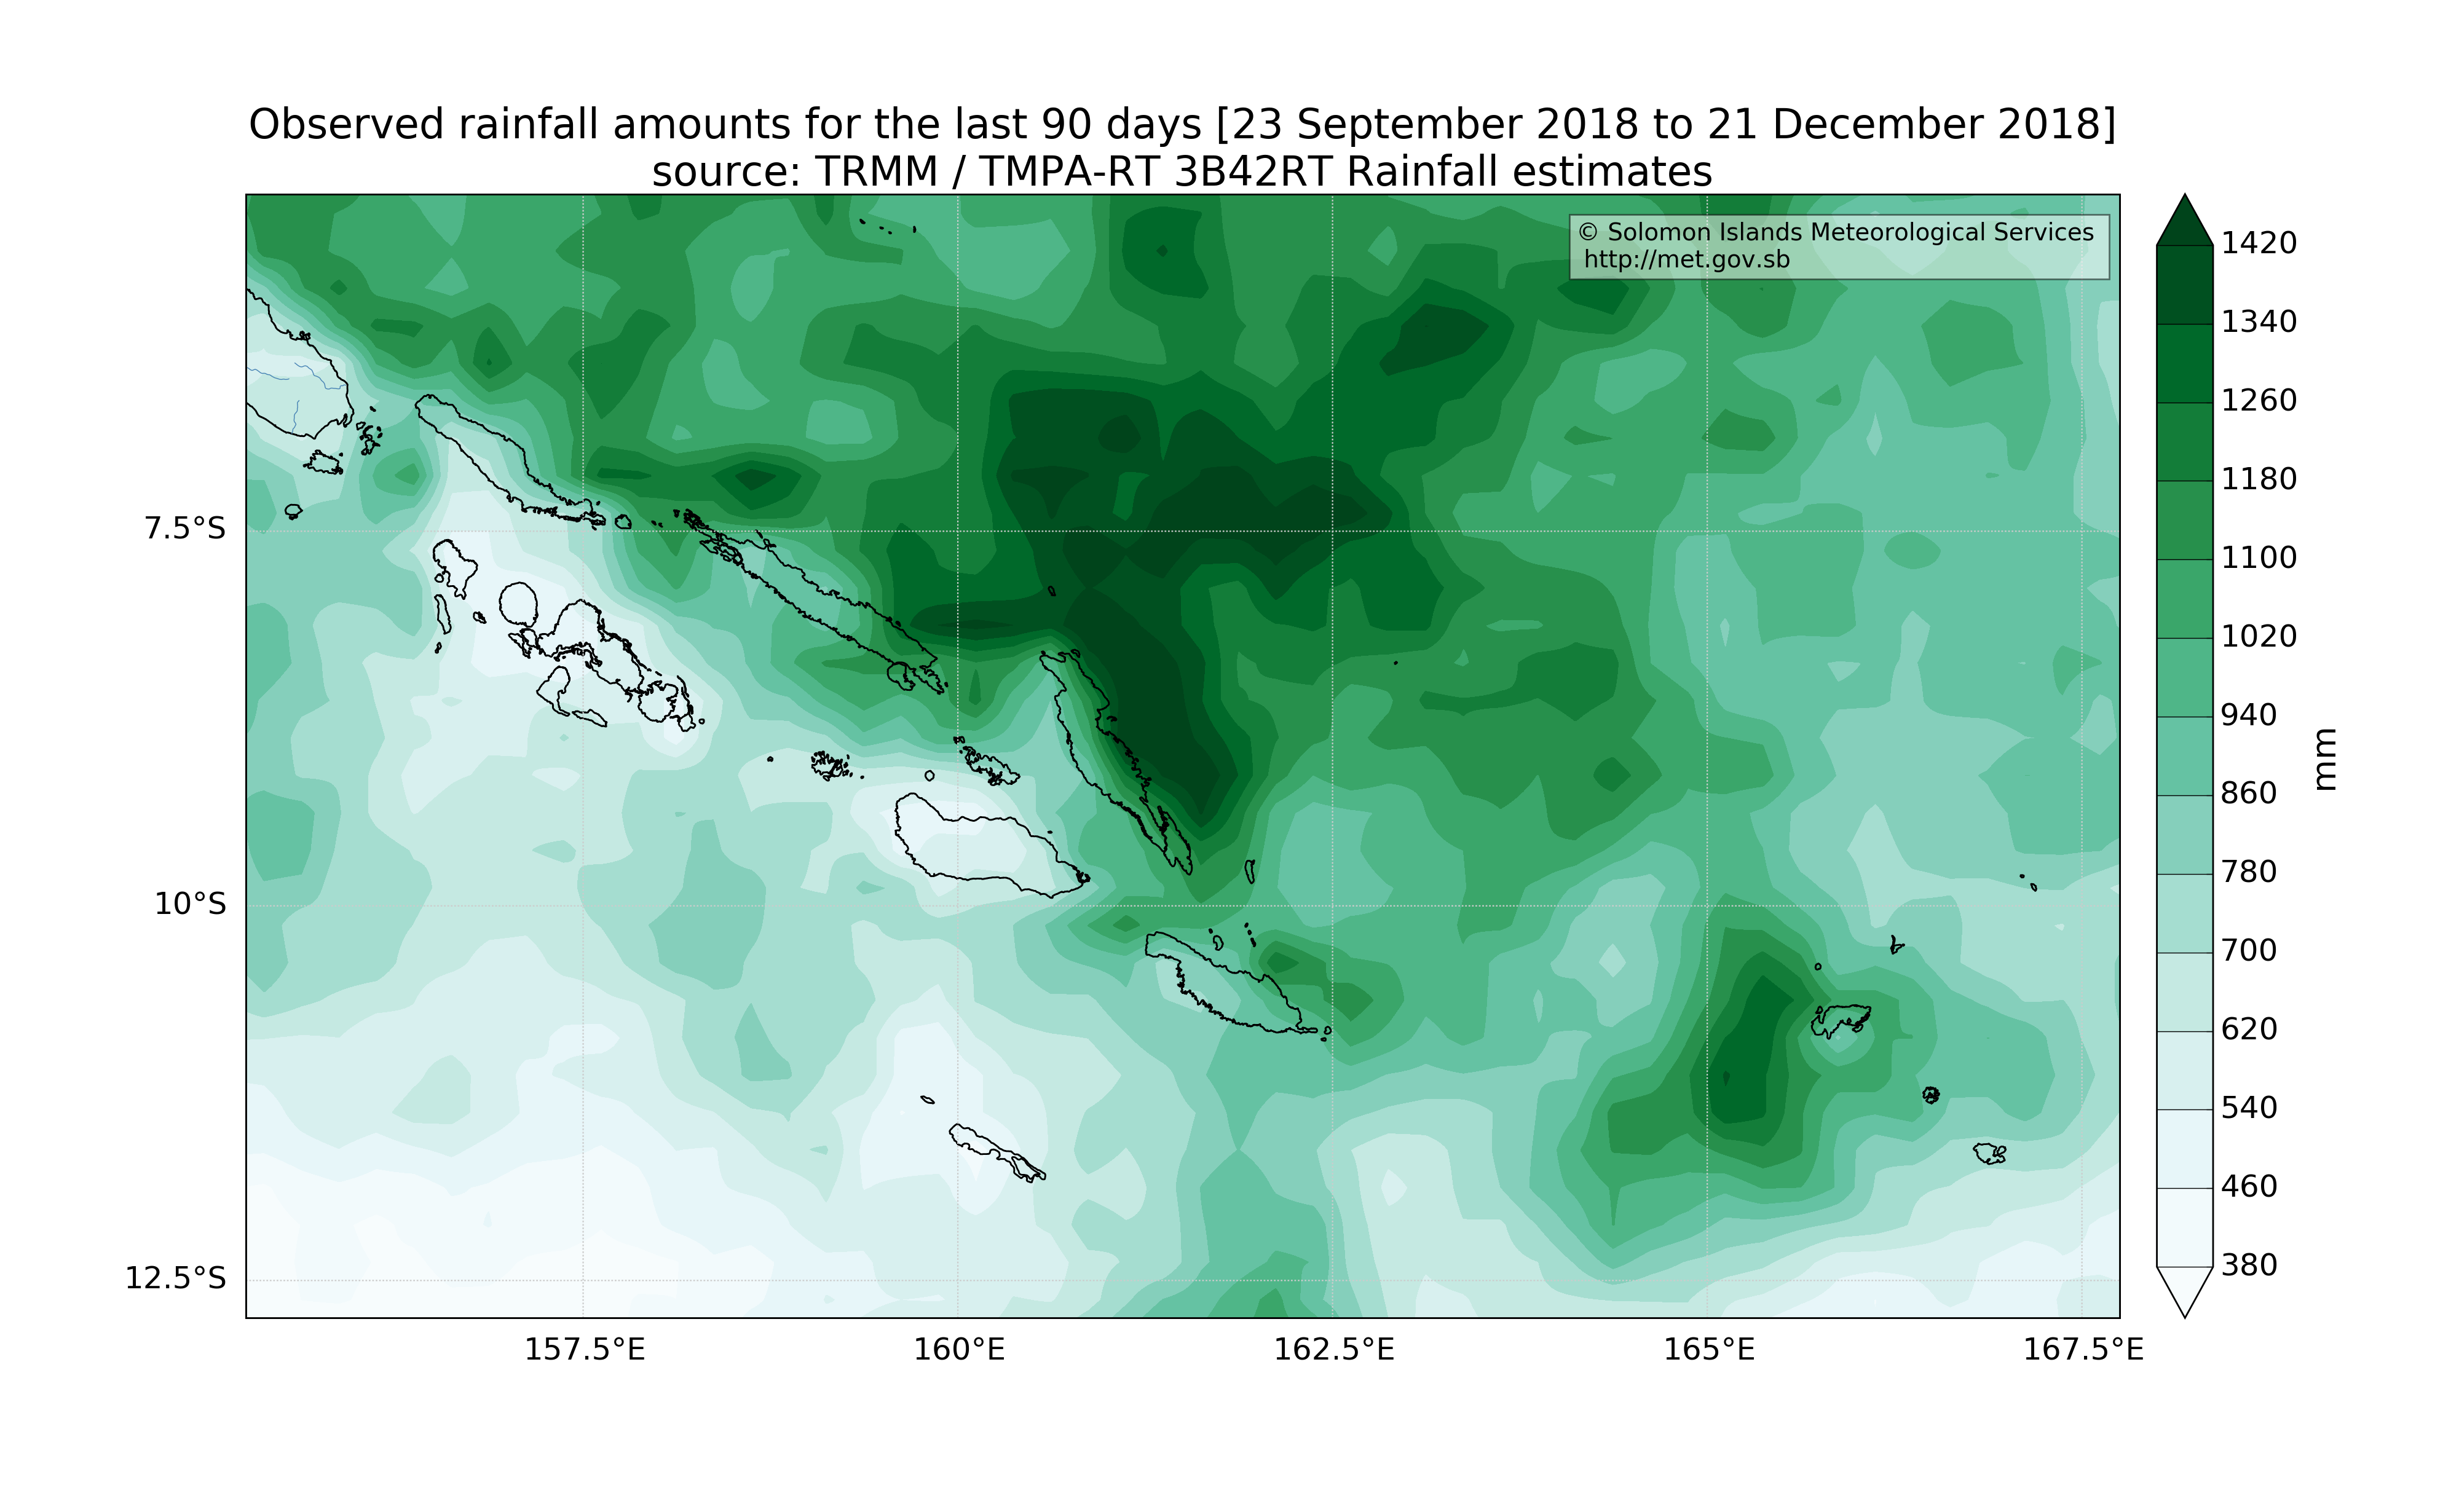 Observed rainfall amounts for the last 90 days [23 September 2018 to 21 December 2018]
source: TRMM / TMPA-RT 3B42RT Rainfall estimates
© Solomon Islands Meteorological Services
http://met.gov.sb
7.5°S
10°S
12.5°S
157.5°E
160°E
162.5°E
165°E
167.5°E
1420
1340
1260
1180
1100
1020
940
860
780
700
620
540
460
380
mm